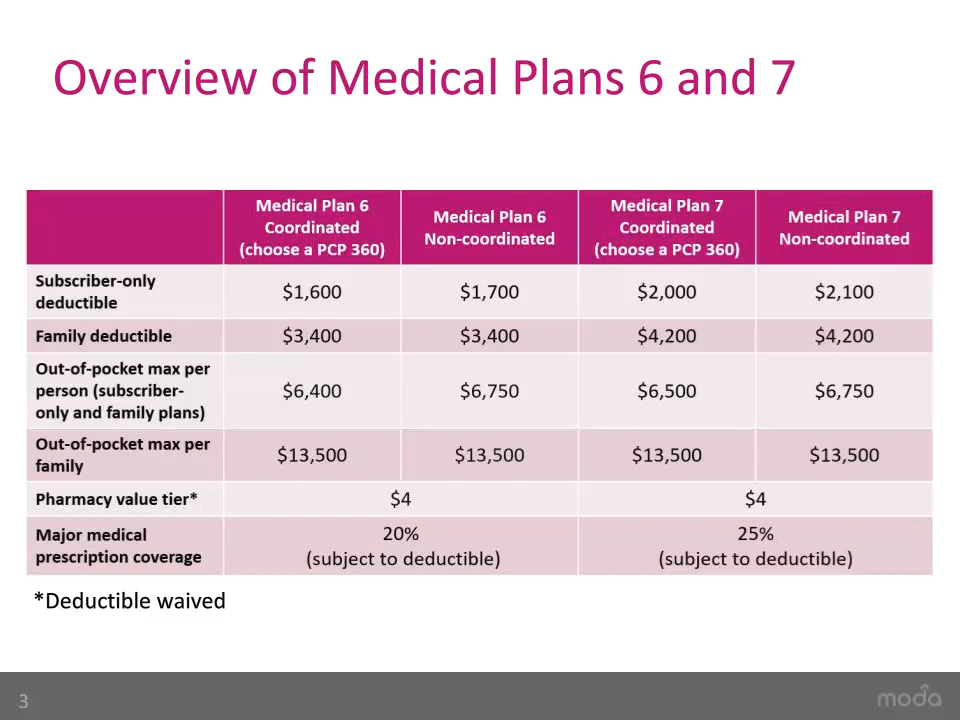 Overview of Medical Plans 6 and 7
Medical Plan 6
Coordinated
(choose a PCP 360)
Medical Plan 6
Non-coordinated
Medical Plan 7
Coordinated
(choose a PCP 360)
Medical Plan 7
Non-coordinated
Subscriber-only
deductible
$1,600
$1,700
$2,000
$2,100
Family deductible
$3,400
$3,400
$4,200
$4,200
Out-of-pocket max per
person (subscriber-
only and family plans)
$6,400
$6,750
$6,500
$6,750
Out-of-pocket max per
family
$13,500
$13,500
$13,500
$13,500
Pharmacy value tier*
$4
$4
Major medical
prescription coverage
20%
(subject to deductible)
25%
(subject to deductible)
*Deductible waived
3
moda